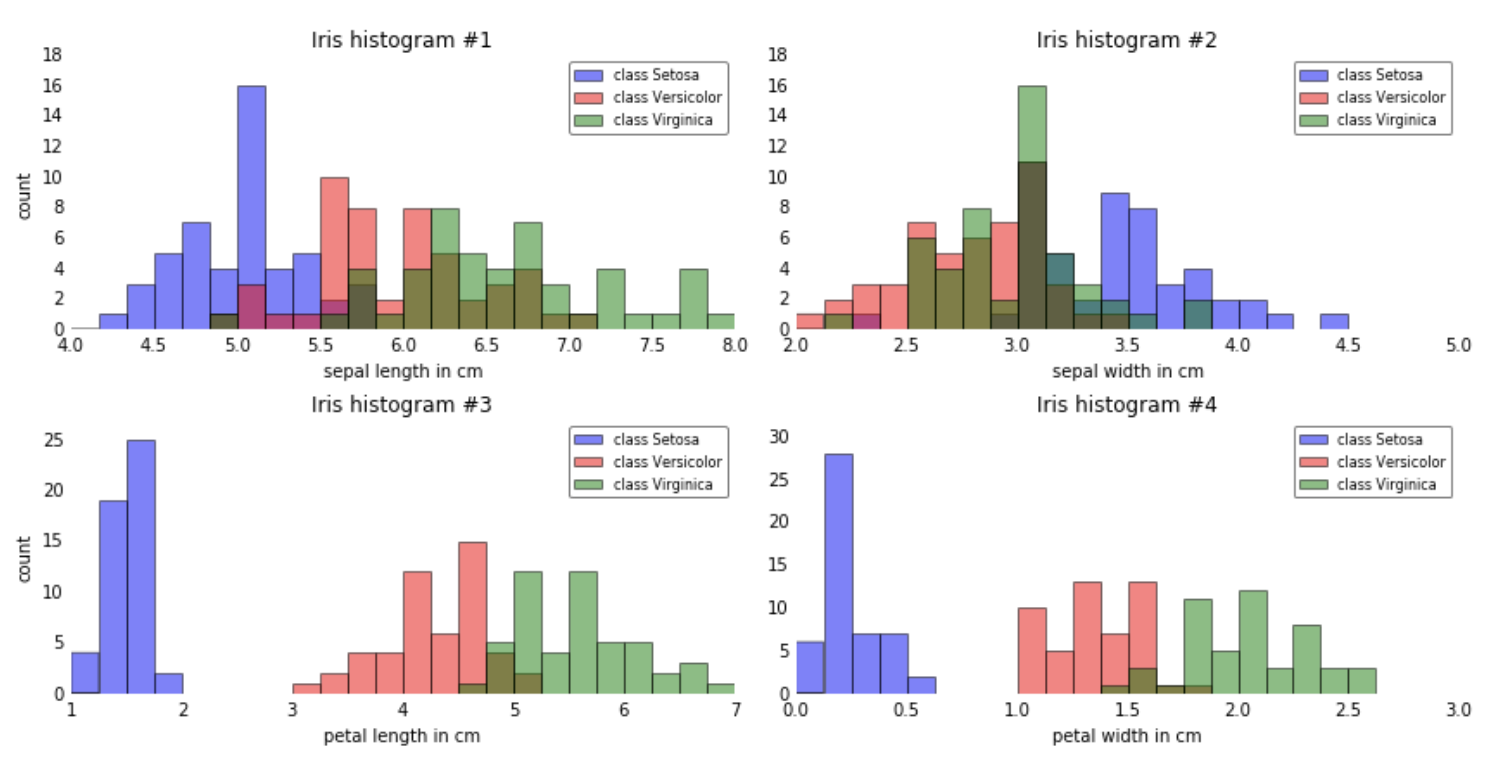 Iris histogram #1
18
16
14
12
10
8
6
4
2
0
count
class Setosa
class Versicolor
class Virginica
4.0 4.5 5.0 5.5 6.0 6.5 7.0 7.5 8.0
sepal length in cm
Iris histogram #2
18
16
14
12
10
8
6
4
2
0
class Setosa
class Versicolor
class Virginica
2.0 2.5 3.0 3.5 4.0 4.5 5.0
sepal width in cm
Iris histogram #3
25
20
15
10
5
0
count
class Setosa
class Versicolor
class Virginica
1 2 3 4 5 6 7
petal length in cm
Iris histogram #4
30
25
20
15
10
5
0
class Setosa
class Versicolor
class Virginica
0.0 0.5 1.0 1.5 2.0 2.5 3.0
petal width in cm